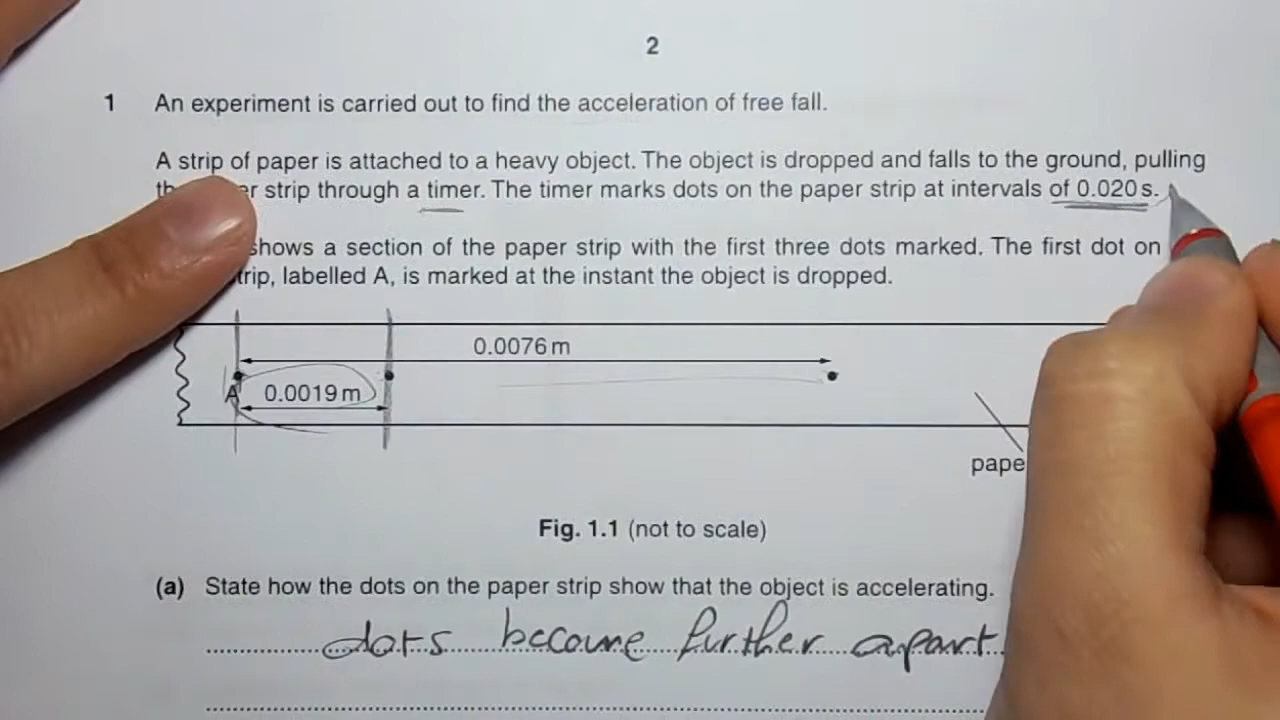 2
1 An experiment is carried out to find the acceleration of free fall.
A strip of paper is attached to a heavy object. The object is dropped and falls to the ground, pulling
strip through a timer. The timer marks dots on the paper strip at intervals of 0.020 s.
shows a section of the paper strip with the first three dots marked. The first dot on
trip, labelled A, is marked at the instant the object is dropped.
0.0076 m
A 0.0019 m
pape
Fig. 1.1 (not to scale)
(a) State how the dots on the paper strip show that the object is accelerating.
dots become further apart